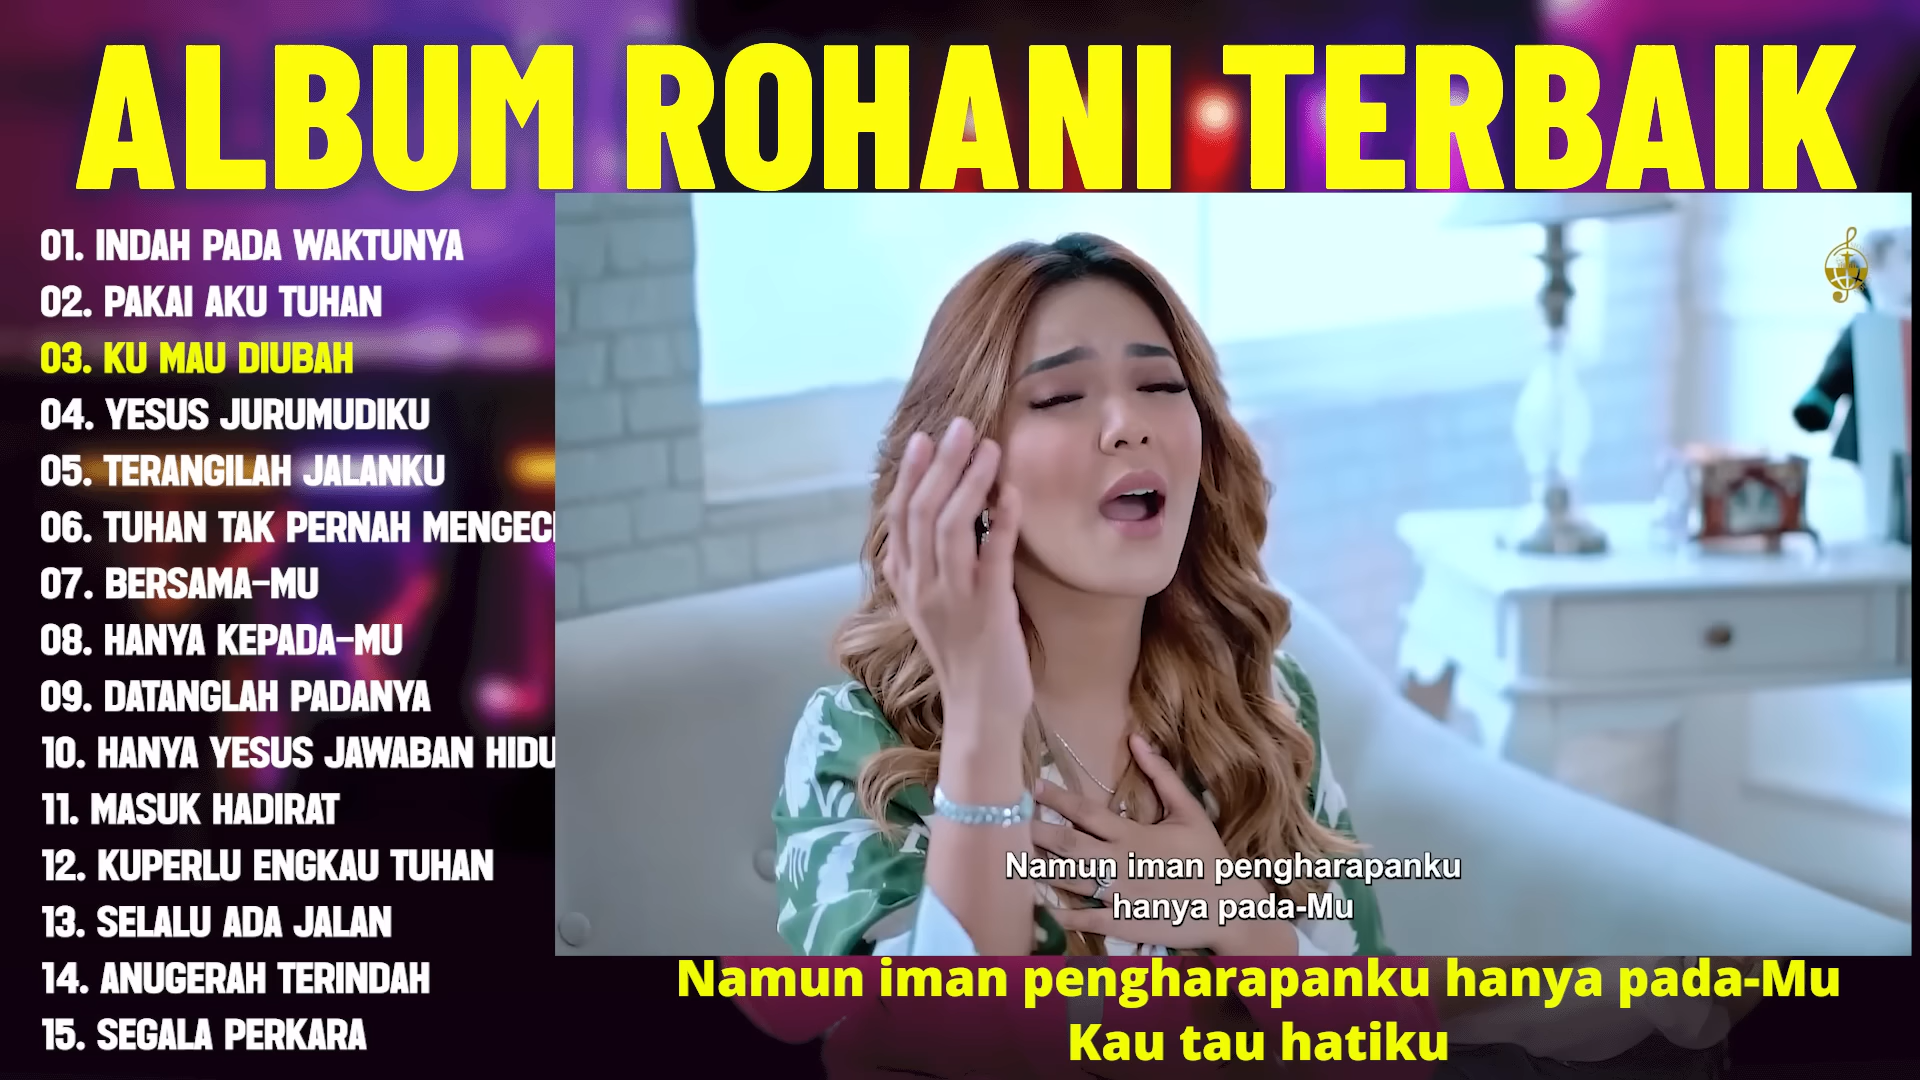 ALBUM ROHANI TERBAIK
01. INDAH PADA WAKTUNYA
02. PAKAI AKU TUHAN
03. KU MAU DIUBAH
04. YESUS JURUMUDIKU
05. TERANGILAH JALANKU
06. TUHAN TAK PERNAH
07. BERSAMA-MU
08. HANYA KEPADA-MU
09. DATANGLAH PADANYA
10. HANYA YESUS JAWABAN
11. MASUK HADIRAT
12. KUPERLU ENGKAU TUHAN
13. SELALU ADA JALAN
14. ANUGERAH TERINDAH
15. SEGALA PERKARA
Namun iman pengharapanku
hanya pada-Mu
Namun iman pengharapanku hanya pada-Mu
Kau tau hatiku